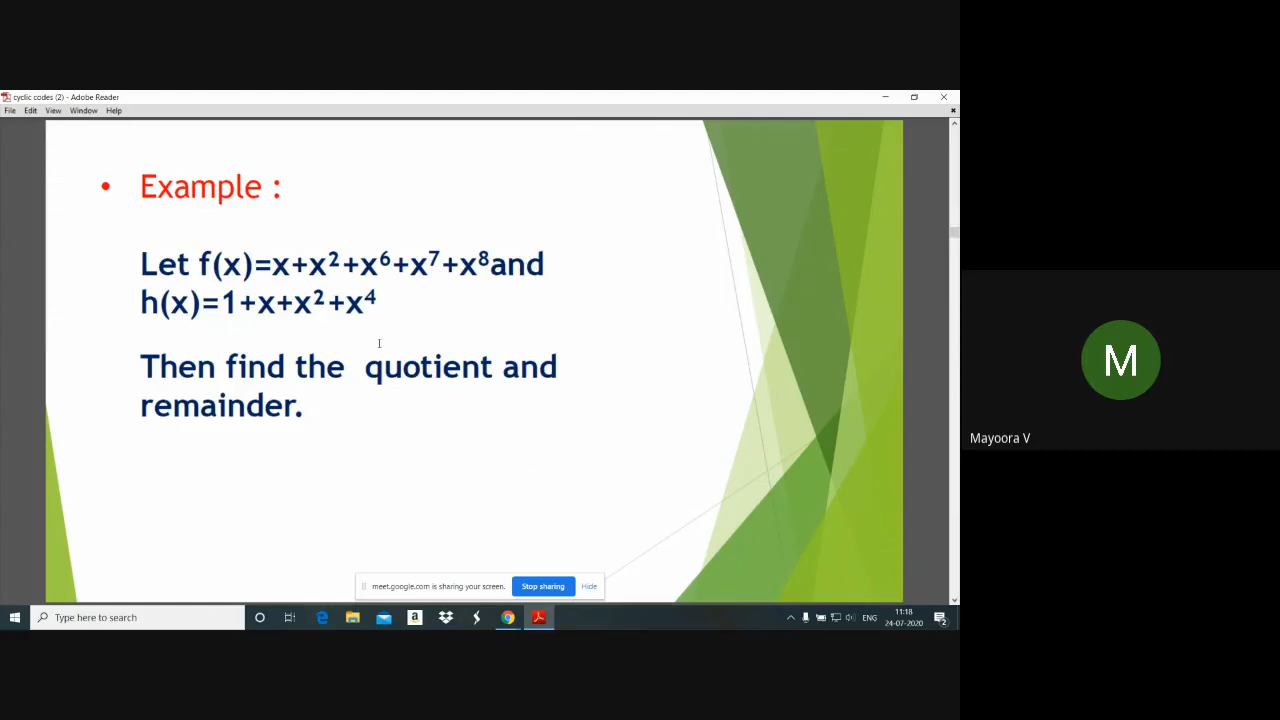 cyclic codes (2) - Adobe Reader
File Edit View Window Help
• Example :
Let f(x)=x+x²+x⁶+x⁷+x⁸and
h(x)=1+x+x²+x⁴
Then find the quotient and
remainder.
M
Mayoora V
meet.google.com is sharing your screen. Stop sharing Hide
Type here to search
ENG
11:18
24-07-2020
2